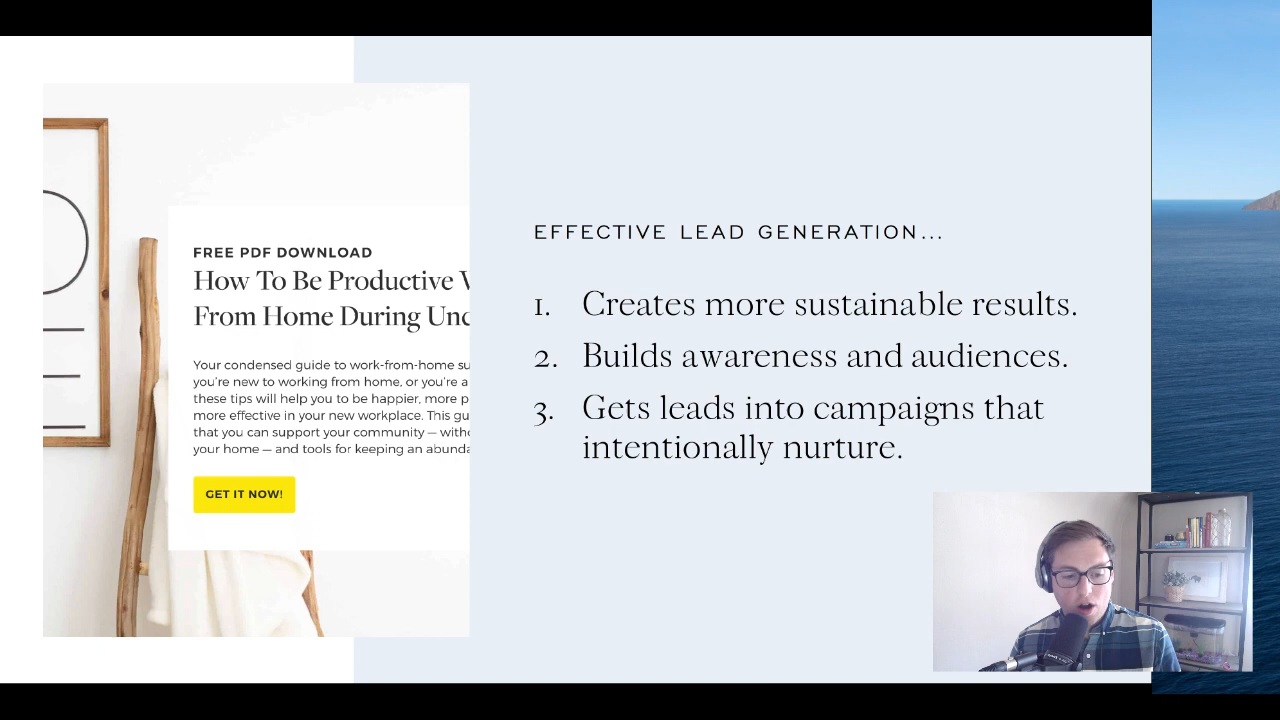 FREE PDF DOWNLOAD
How To Be Productive
From Home During
Your condensed guide to work-from-home
you're new to working from home, or you're a
these tips will help you to be happier, more
more effective in your new workplace. This
that you can support your community —
your home — and tools for keeping an
GET IT NOW!
EFFECTIVE LEAD GENERATION...
1. Creates more sustainable results.
2. Builds awareness and audiences.
3. Gets leads into campaigns that
intentionally nurture.